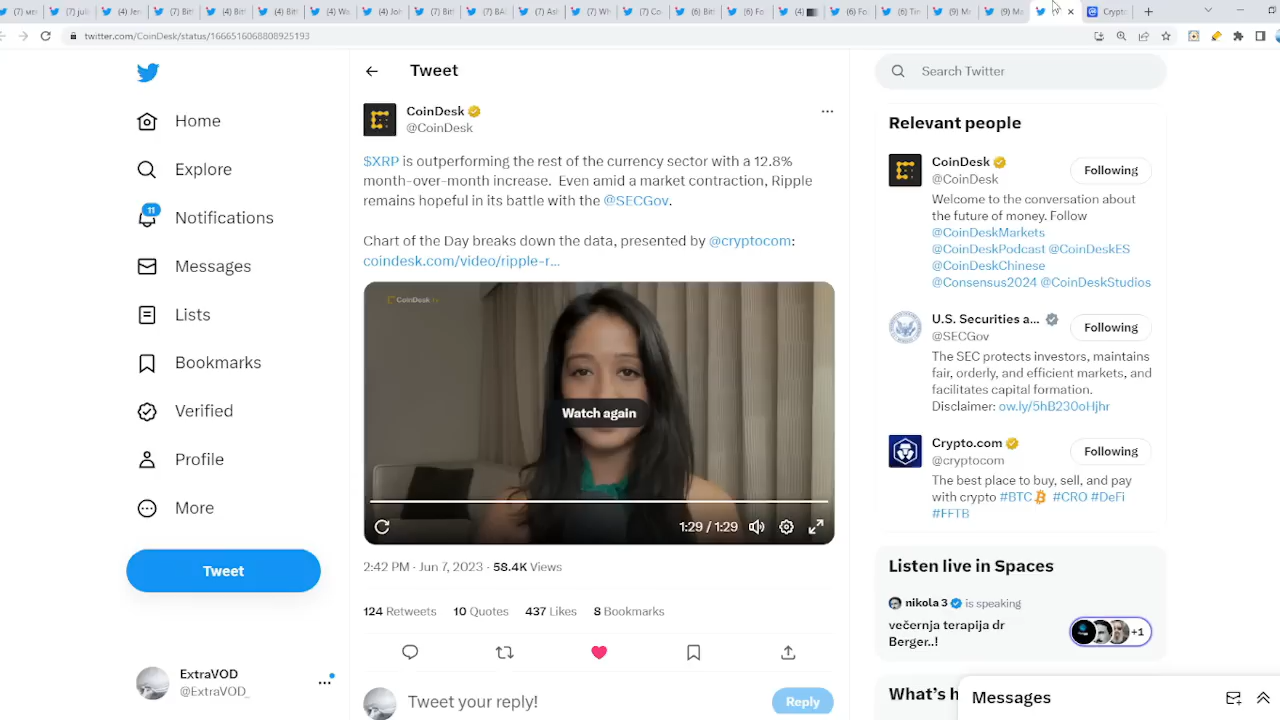 twitter.com/CoinDesk/status/1666516068808925193
Crypto
Home
Explore
11
Notifications
Messages
Lists
Bookmarks
Verified
Profile
More
Tweet
ExtraVOD
@ExtraVOD_
Tweet
CoinDesk
@CoinDesk
$XRP is outperforming the rest of the currency sector with a 12.8%
month-over-month increase. Even amid a market contraction, Ripple
remains hopeful in its battle with the @SECGov.
Chart of the Day breaks down the data, presented by @cryptocom:
coindesk.com/video/ripple-r...
CoinDesk tv
Watch again
1:29 / 1:29
2:42 PM · Jun 7, 2023 · 58.4K Views
124 Retweets 10 Quotes 437 Likes 8 Bookmarks
Tweet your reply!
Reply
Search Twitter
Relevant people
CoinDesk
@CoinDesk
Following
Welcome to the conversation about
the future of money. Follow
@CoinDeskMarkets
@CoinDeskPodcast @CoinDeskES
@CoinDeskChinese
@Consensus2024 @CoinDeskStudios
U.S. Securities a...
@SECGov
Following
The SEC protects investors, maintains
fair, orderly, and efficient markets, and
facilitates capital formation.
Disclaimer: ow.ly/5hB230oHjhr
Crypto.com
@cryptocom
Following
The best place to buy, sell, and pay
with crypto #BTC #CRO #DeFi
#FFTB
Listen live in Spaces
nikola 3 is speaking
večernja terapija dr
Berger..!
+1
What's h
Messages